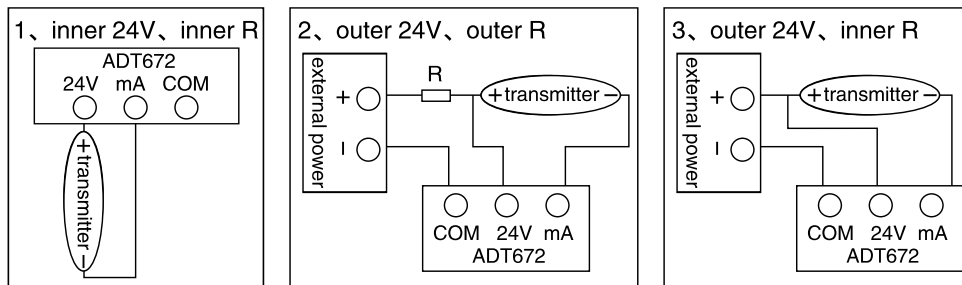 1、inner 24V、inner R
ADT672
24V mA COM
+ transmitter −
2、outer 24V、outer R
external power
+
−
R
+ transmitter −
COM 24V mA
ADT672
3、outer 24V、inner R
external power
+
−
+ transmitter −
COM 24V mA
ADT672